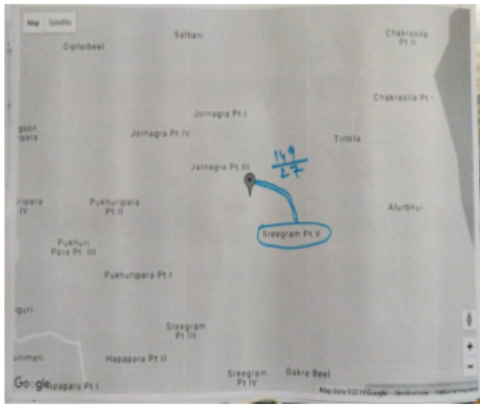 Map Satellite
Salbari
Chakrasila
Pt II
Diplaibeel
Chakrasila Pt I
Jornagra Pt I
Jornagra Pt IV
Tintila
149
27
Jarnagra Pt III
Pukhuripara
Pt II
Alurbhui
Sreegram Pt V
Pukhuri
Para Pt III
Pukhuripara Pt I
Sreegram
Pt III
Hapapara Pt II
Sreegram
Pt IV
Dakra Beel
Google